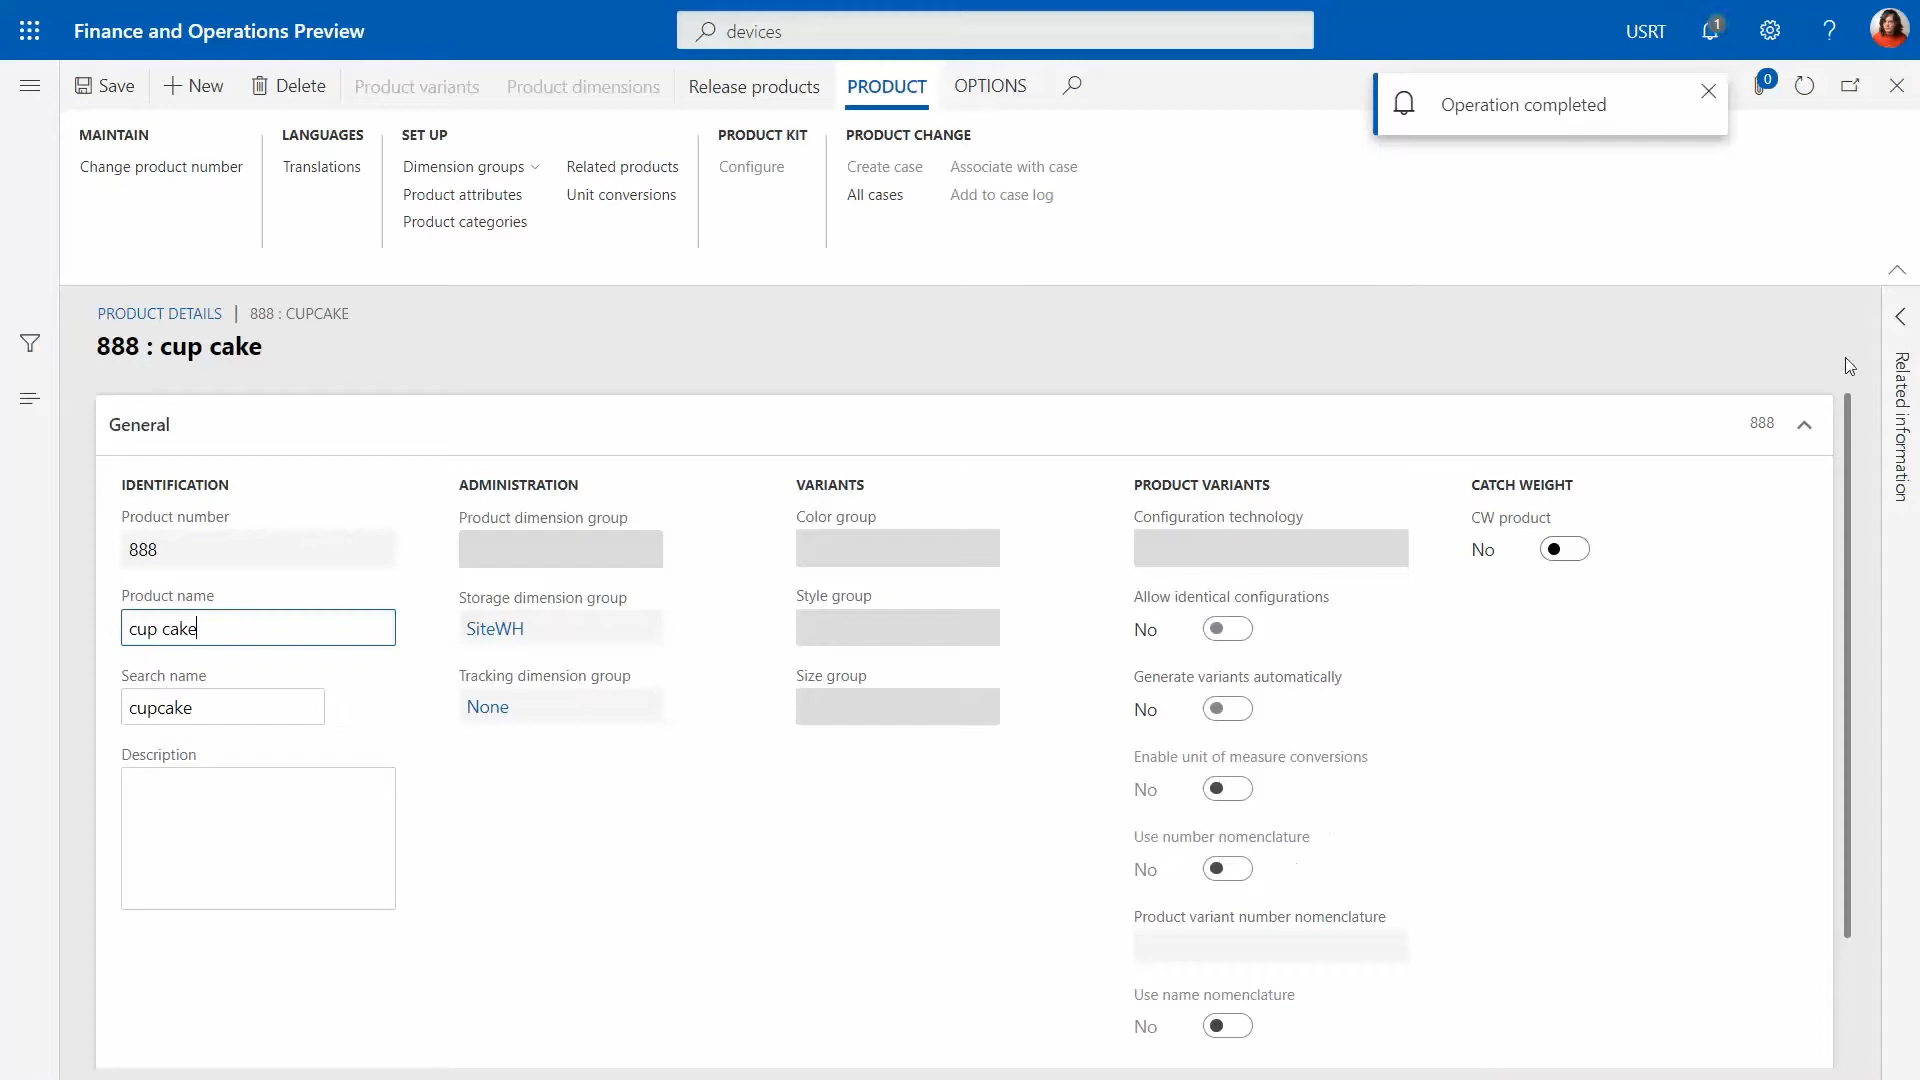 Finance and Operations Preview
devices
USRT
1
?
Save
New
Delete
Product variants
Product dimensions
Release products
PRODUCT
OPTIONS
Operation completed
0
MAINTAIN
Change product number
LANGUAGES
Translations
SET UP
Dimension groups
Related products
Product attributes
Unit conversions
Product categories
PRODUCT KIT
Configure
PRODUCT CHANGE
Create case
Associate with case
All cases
Add to case log
PRODUCT DETAILS | 888 : CUPCAKE
888 : cup cake
Related information
General
888
IDENTIFICATION
Product number
888
Product name
cup cake
Search name
cupcake
Description
ADMINISTRATION
Product dimension group
Storage dimension group
SiteWH
Tracking dimension group
None
VARIANTS
Color group
Style group
Size group
PRODUCT VARIANTS
Configuration technology
Allow identical configurations
No
Generate variants automatically
No
Enable unit of measure conversions
No
Use number nomenclature
No
Product variant number nomenclature
Use name nomenclature
No
CATCH WEIGHT
CW product
No